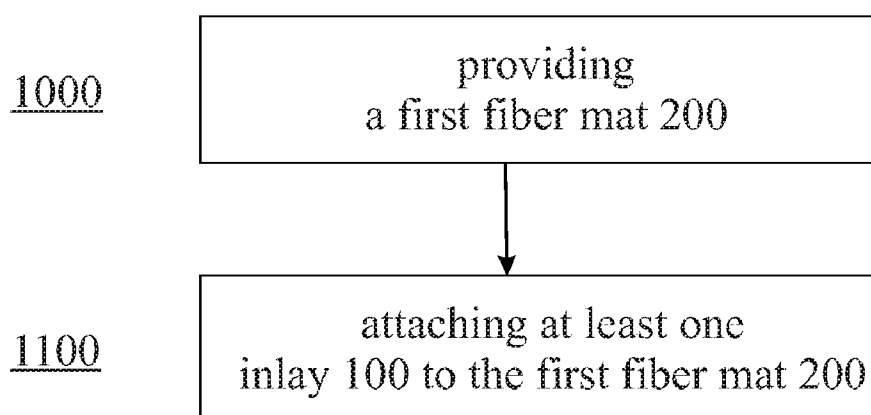 1000
providing
a first fiber mat 200
1100
attaching at least one
inlay 100 to the first fiber mat 200